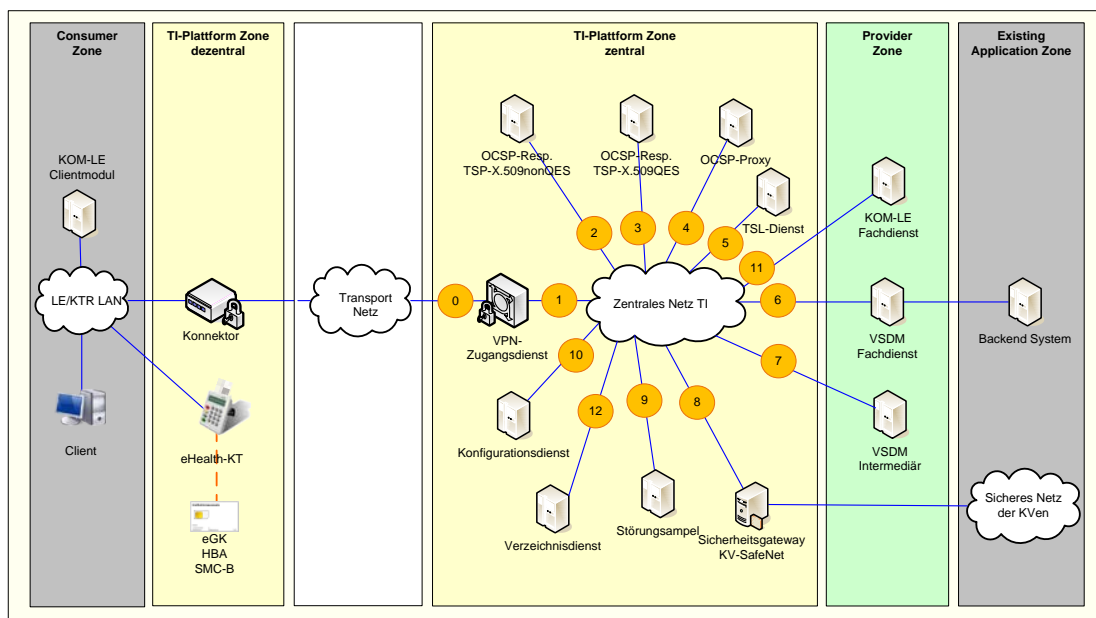 Consumer
Zone
TI-Plattform Zone
dezentral
TI-Plattform Zone
zentral
Provider
Zone
Existing
Application Zone
KOM-LE
Clientmodul
LE/KTR LAN
Client
Konnektor
eHealth-KT
eGK
HBA
SMC-B
Transport
Netz
0
VPN-
Zugangsdienst
1
OCSP-Resp.
TSP-X.509nonQES
OCSP-Resp.
TSP-X.509QES
OCSP-Proxy
TSL-Dienst
2
3
4
5
11
Zentrales Netz TI
6
7
8
9
10
12
Konfigurationsdienst
Verzeichnisdienst
Störungsampel
Sicherheitsgateway
KV-SafeNet
KOM-LE
Fachdienst
VSDM
Fachdienst
VSDM
Intermediär
Backend System
Sicheres Netz
der KVen